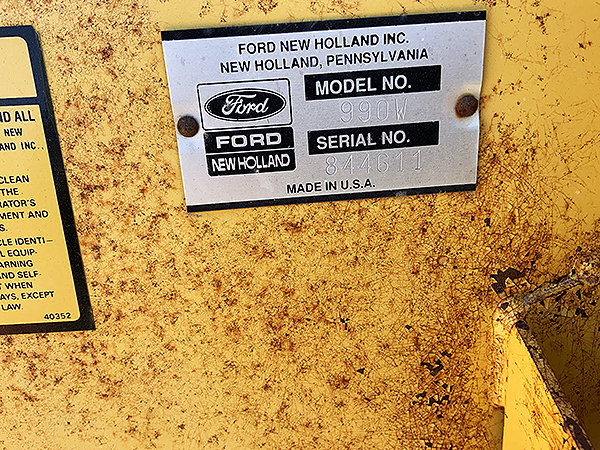 FORD NEW HOLLAND INC.
NEW HOLLAND, PENNSYLVANIA
Ford
FORD
NEW HOLLAND
MODEL NO.
990W
SERIAL NO.
844611
MADE IN U.S.A.
ND ALL
NEW
AND INC.,
CLEAN
THE
RATOR'S
MENT AND
S.
CLE IDENTI-
L EQUIP-
ARNING
AND SELF-
T WHEN
AYS, EXCEPT
LAW.
40352